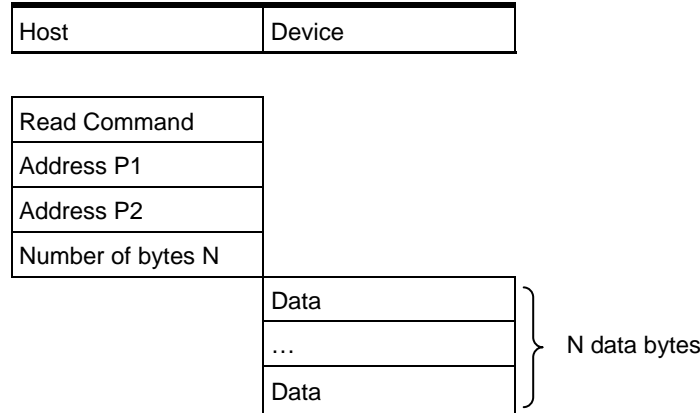 Host Device
Read Command
Address P1
Address P2
Number of bytes N
Data
…
N data bytes
Data